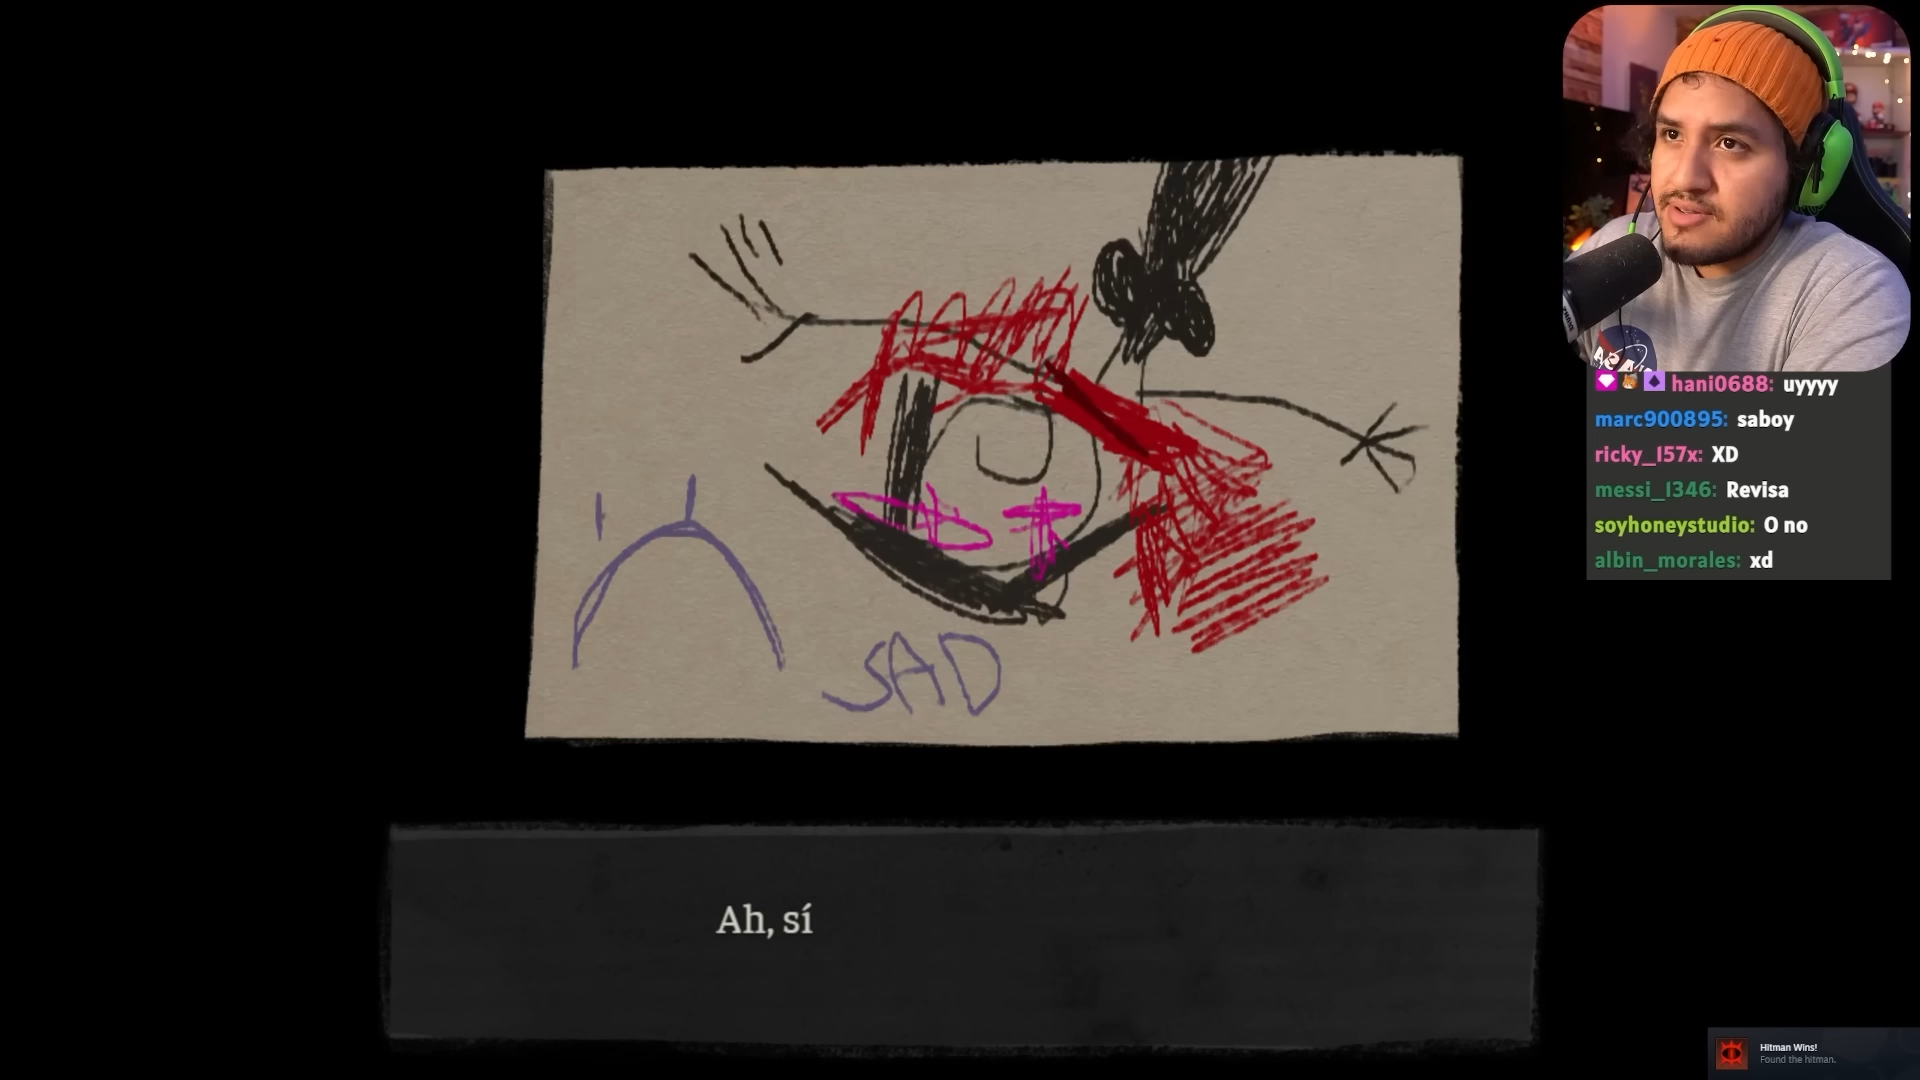 SAD
Ah, sí
hani0688: uyyyy
marc900895: saboy
ricky_157x: XD
messi_1346: Revisa
soyhoneystudio: O no
albin_morales: xd
Hitman Wins!
Found the hitman.